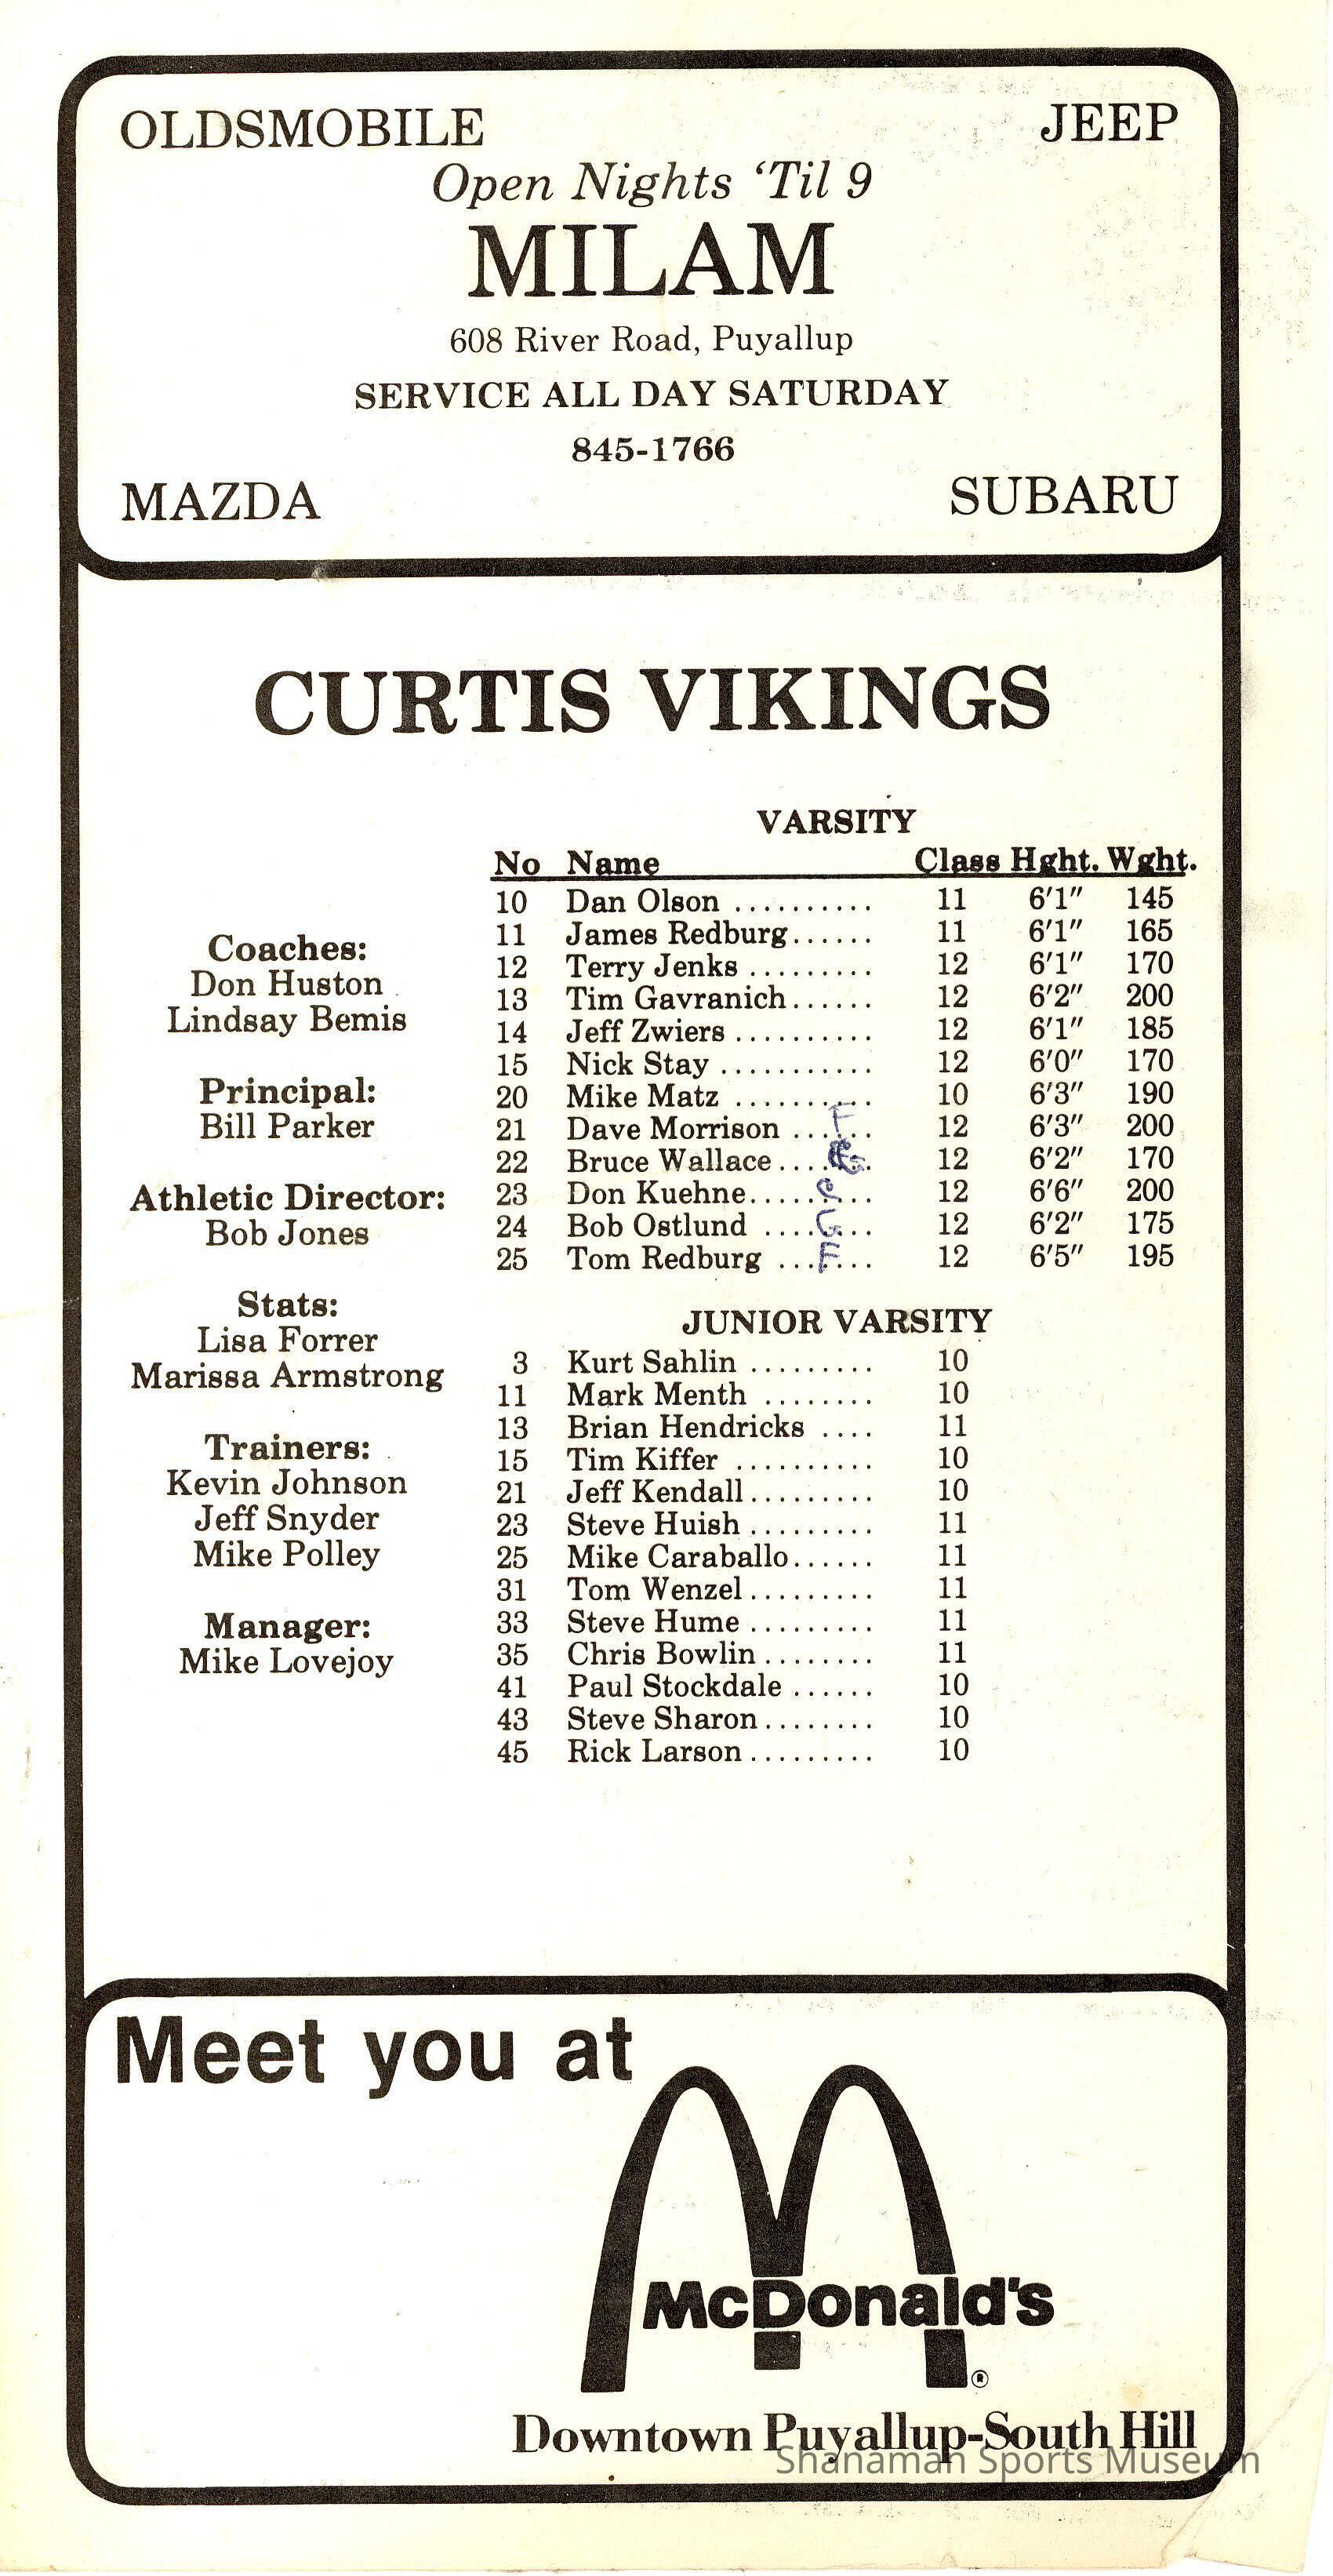 OLDSMOBILE JEEP
Open Nights ‘Til 9
MILAM
608 River Road, Puyallup
SERVICE ALL DAY SATURDAY
845-1766
MAZDA SUBARU
CURTIS VIKINGS
Coaches:
Don Huston
Lindsay Bemis
Principal:
Bill Parker
Athletic Director:
Bob Jones
Stats:
Lisa Forrer
Marissa Armstrong
Trainers:
Kevin Johnson
Jeff Snyder
Mike Polley
Manager:
Mike Lovejoy
VARSITY
No Name Class Hght. Wght.
10 Dan Olson .......... 11 6'1" 145
11 James Redburg...... 11 6'1" 165
12 Terry Jenks ......... 12 6'1" 170
13 Tim Gavranich...... 12 6'2" 200
14 Jeff Zwiers .......... 12 6'1" 185
15 Nick Stay ........... 12 6'0" 170
20 Mike Matz .......... 10 6'3" 190
21 Dave Morrison ...... F 12 6'3" 200
22 Bruce Wallace....... G 12 6'2" 170
23 Don Kuehne......... C 12 6'6" 200
24 Bob Ostlund ........ G 12 6'2" 175
25 Tom Redburg ....... F 12 6'5" 195
JUNIOR VARSITY
3 Kurt Sahlin ......... 10
11 Mark Menth ........ 10
13 Brian Hendricks .... 11
15 Tim Kiffer .......... 10
21 Jeff Kendall......... 10
23 Steve Huish ......... 11
25 Mike Caraballo...... 11
31 Tom Wenzel......... 11
33 Steve Hume ......... 11
35 Chris Bowlin........ 11
41 Paul Stockdale ...... 10
43 Steve Sharon........ 10
45 Rick Larson......... 10
Meet you at
McDonald's
®
Downtown Puyallup-South Hill
Shanaman Sports Museum